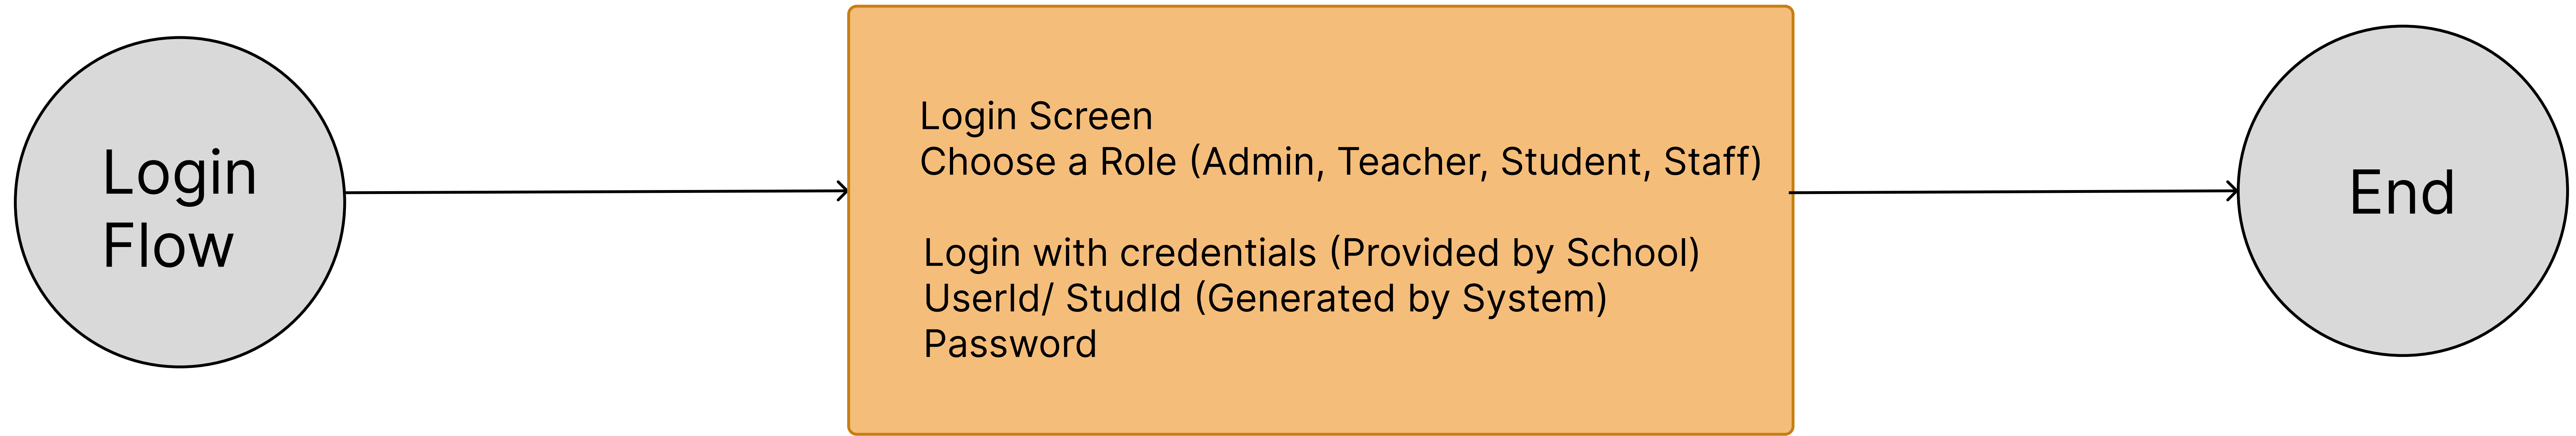 Login
Flow
Login Screen
Choose a Role (Admin, Teacher, Student, Staff)
Login with credentials (Provided by School)
UserId/ StudId (Generated by System)
Password
End